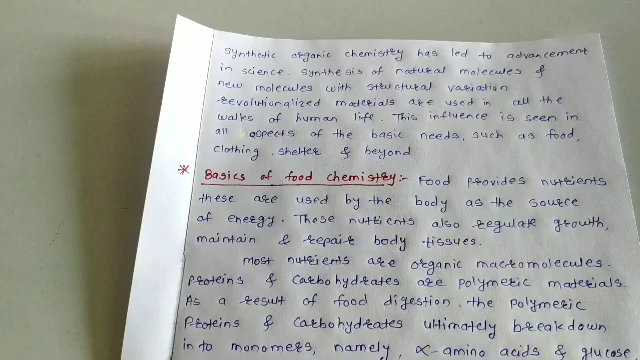 Synthetic organic chemistry has led to advancement
in science. Synthesis of natural molecules &
new molecules with structural variation
revolutionalized materials are used in all the
walks of human life. This influence is seen in
all aspects of the basic needs, such as food,
clothing, shelter & beyond
* Basics of food chemistry:- Food provides nutrients
these are used by the body as the source
of energy. These nutrients also regulate growth,
maintain & repair body tissues.
Most nutrients are organic macromolecules.
Proteins & Carbohydrates are polymeric materials.
As a result of food digestion, the polymeric
Proteins & Carbohydrates ultimately breakdown
in to monomers, namely, α-amino acids & glucose